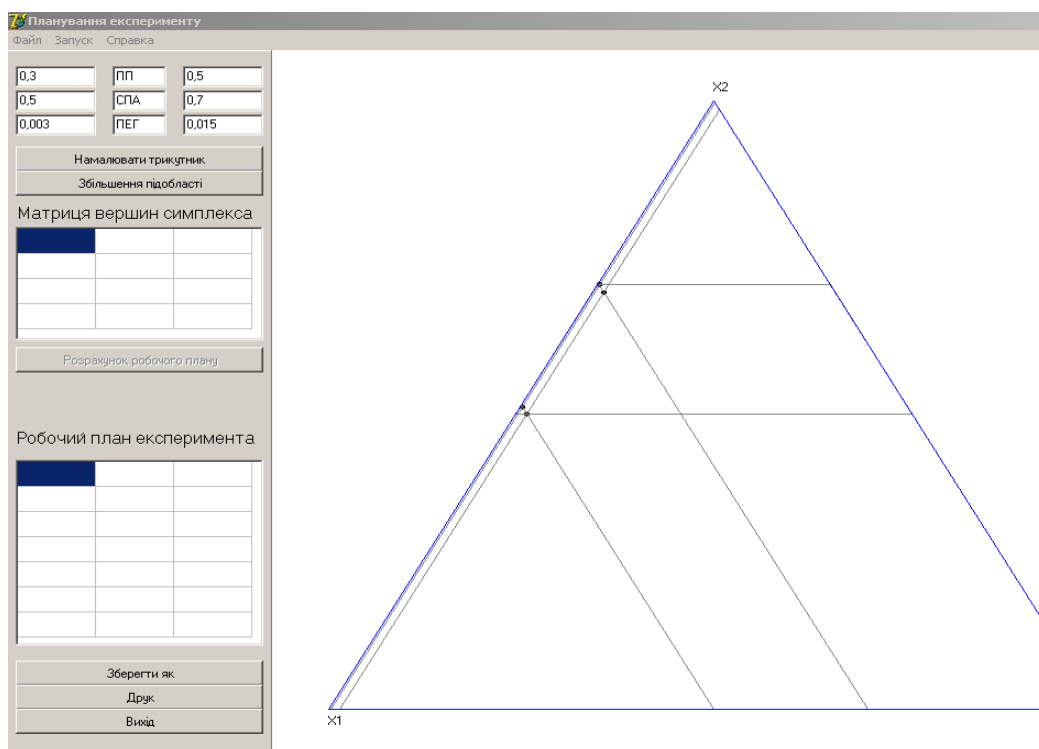 Планування експерименту
Файл Запуск Справка
0,3 ПП 0,5
0,5 СПА 0,7
0,003 ПЕГ 0,015
Намалювати трикутник
Збільшення підобласті
Матриця вершин симплекса
Розрахунок робочого плану
Робочий план експеримента
Зберегти як
Друк
Вихід
X2
X1